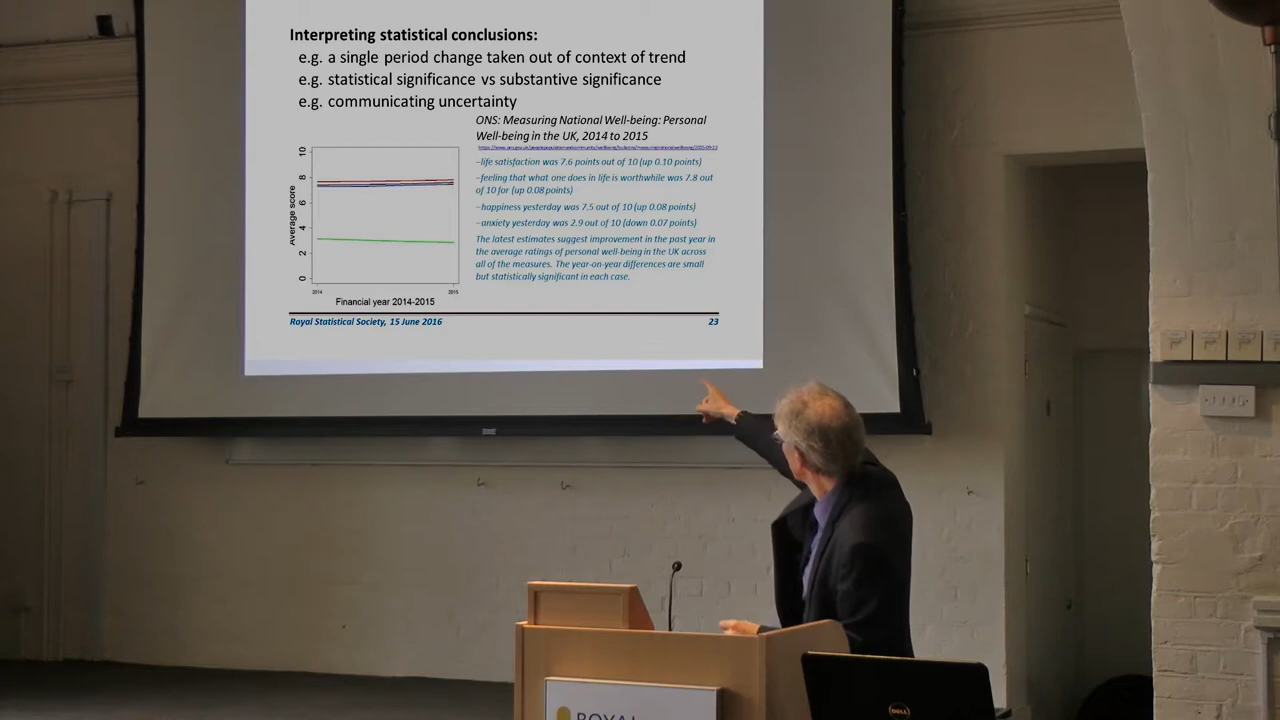 Interpreting statistical conclusions:
e.g. a single period change taken out of context of trend
e.g. statistical significance vs substantive significance
e.g. communicating uncertainty
ONS: Measuring National Well-being: Personal
Well-being in the UK, 2014 to 2015
–life satisfaction was 7.6 points out of 10 (up 0.10 points)
–feeling that what one does in life is worthwhile was 7.8 out
of 10 for (up 0.08 points)
–happiness yesterday was 7.5 out of 10 (up 0.08 points)
–anxiety yesterday was 2.9 out of 10 (down 0.07 points)
The latest estimates suggest improvement in the past year in
the average ratings of personal well-being in the UK across
all of the measures. The year-on-year differences are small
but statistically significant in each case.
Average score
10
8
6
4
2
0
2014
2015
Financial year 2014-2015
Royal Statistical Society, 15 June 2016
23
ROYAL
DELL